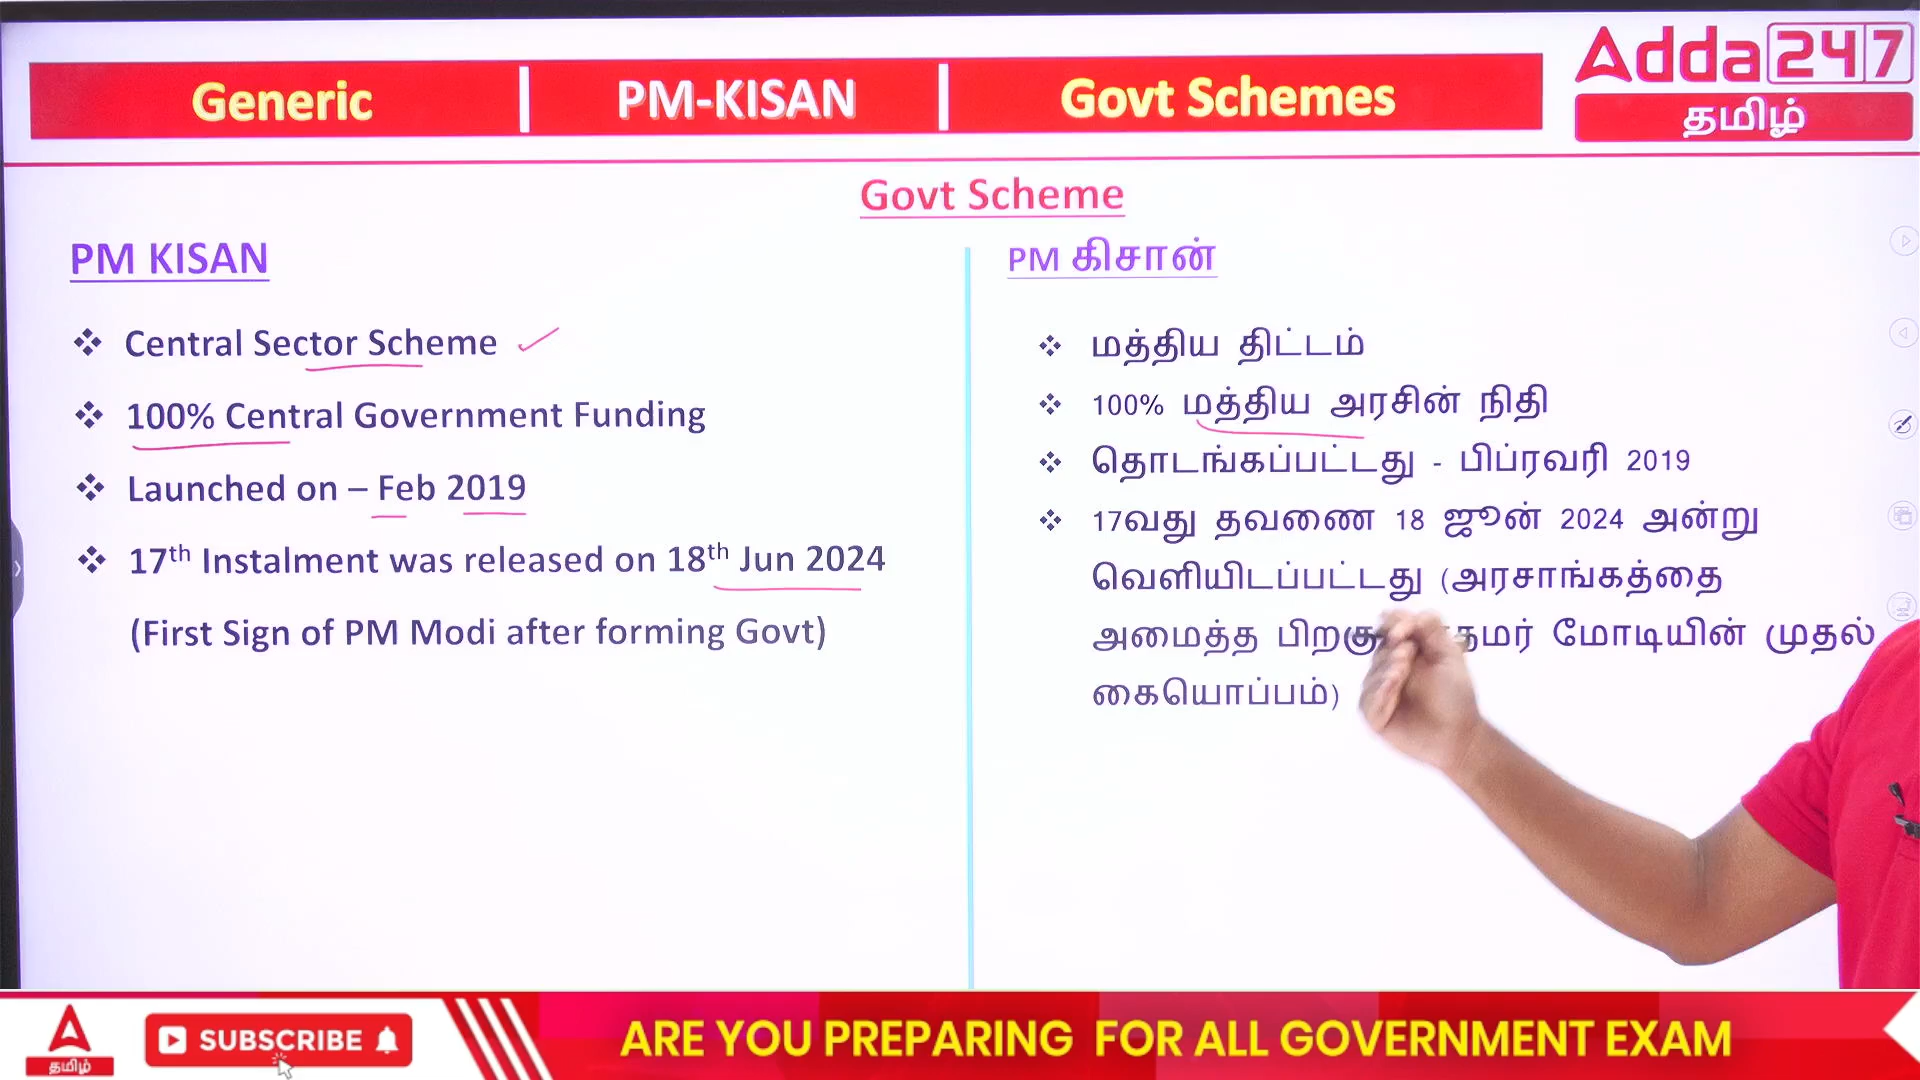 Generic
PM-KISAN
Govt Schemes
Adda247
தமிழ்
Govt Scheme
PM KISAN
❖ Central Sector Scheme
❖ 100% Central Government Funding
❖ Launched on – Feb 2019
❖ 17th Instalment was released on 18th Jun 2024
(First Sign of PM Modi after forming Govt)
PM கிசான்
❖ மத்திய திட்டம்
❖ 100% மத்திய அரசின் நிதி
❖ தொடங்கப்பட்டது - பிப்ரவரி 2019
❖ 17வது தவணை 18 ஜூன் 2024 அன்று
வெளியிடப்பட்டது (அரசாங்கத்தை
அமைத்த மோடியின் முதல்
கையொப்பம்)
தமிழ்
SUBSCRIBE
ARE YOU PREPARING FOR ALL GOVERNMENT EXAM